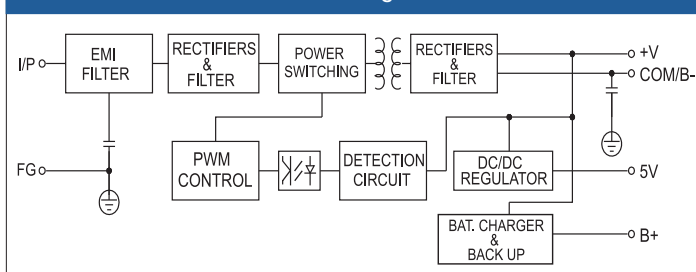 I/P
EMI
FILTER
RECTIFIERS
&
FILTER
POWER
SWITCHING
RECTIFIERS
&
FILTER
+V
COM/B-
FG
PWM
CONTROL
DETECTION
CIRCUIT
DC/DC
REGULATOR
5V
BAT. CHARGER
&
BACK UP
B+